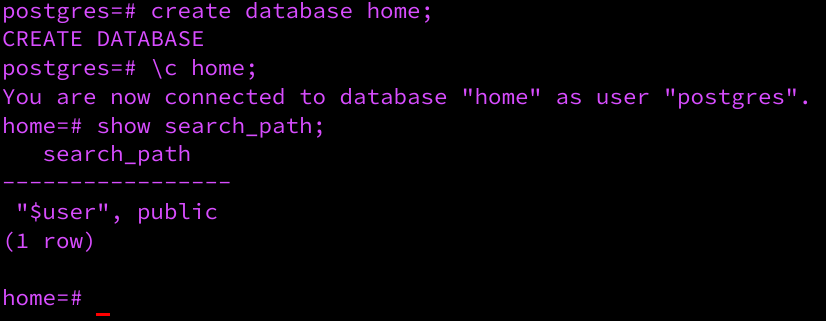 postgres=# create database home;
CREATE DATABASE
postgres=# \c home;
You are now connected to database "home" as user "postgres".
home=# show search_path;
   search_path
-----------------
 "$user", public
(1 row)

home=#